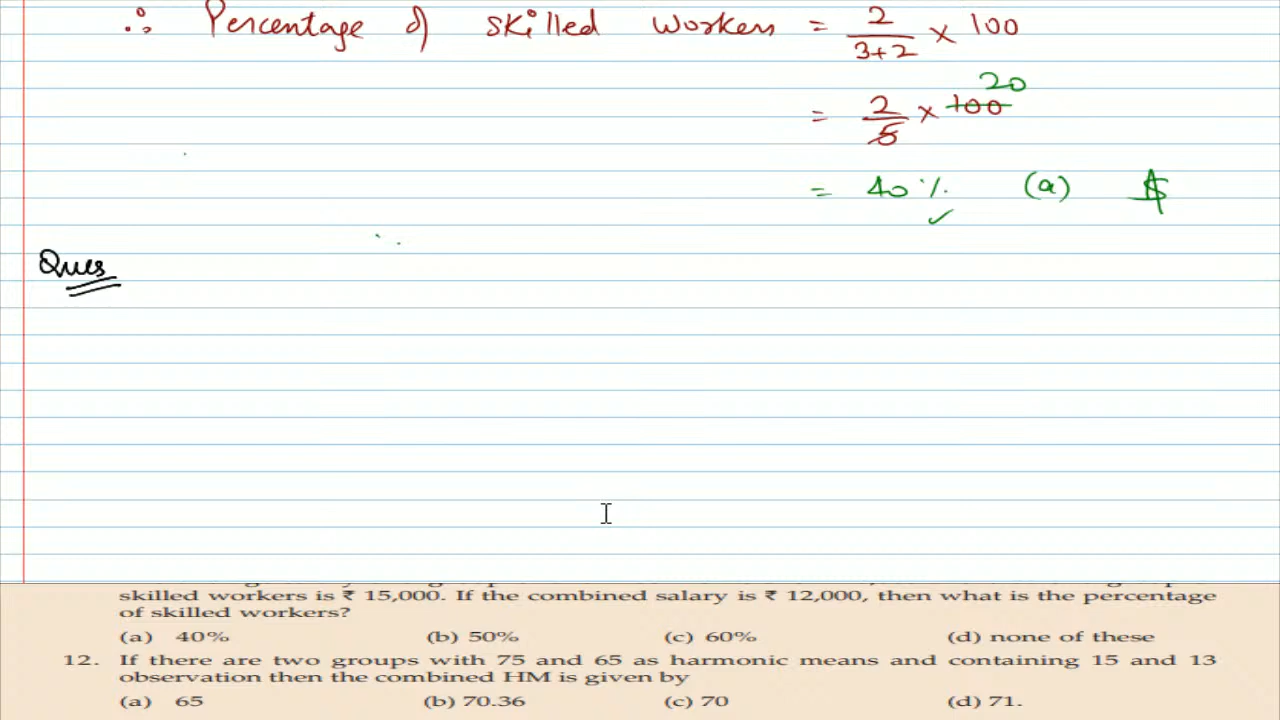 ∴ Percentage of skilled workers = 2/(3+2) × 100
20
= 2/5 × 100
= 40% (a) $
Ques
skilled workers is ₹ 15,000. If the combined salary is ₹ 12,000, then what is the percentage
of skilled workers?
(a) 40% (b) 50% (c) 60% (d) none of these
12. If there are two groups with 75 and 65 as harmonic means and containing 15 and 13
observation then the combined HM is given by
(a) 65 (b) 70.36 (c) 70 (d) 71.